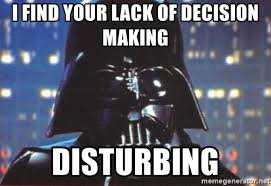 I FIND YOUR LACK OF DECISION
MAKING
DISTURBING
memegenerator.net